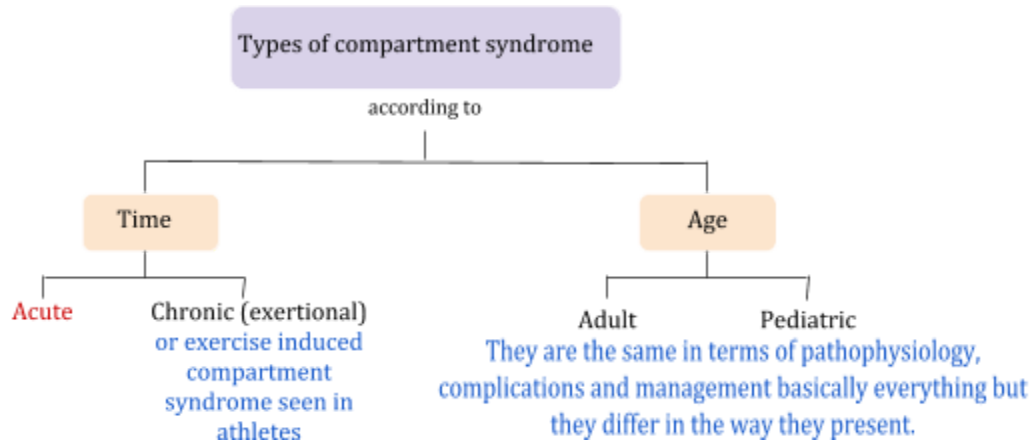 Types of compartment syndrome
according to
Time
Age
Acute
Chronic (exertional)
or exercise induced
compartment
syndrome seen in
athletes
Adult
Pediatric
They are the same in terms of pathophysiology,
complications and management basically everything but
they differ in the way they present.